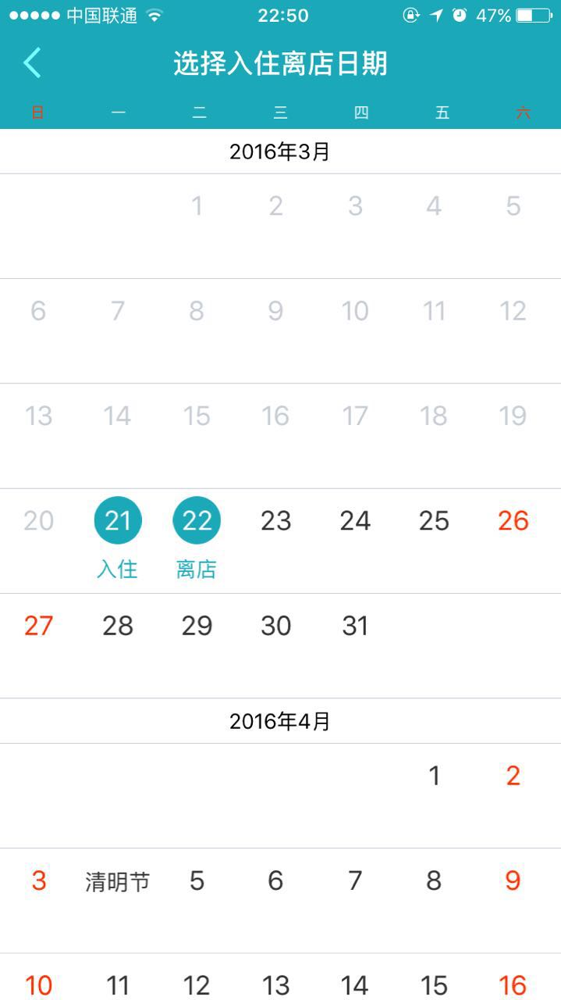 中国联通 22:50 47%
选择入住离店日期
日 一 二 三 四 五 六
2016年3月
1 2 3 4 5
6 7 8 9 10 11 12
13 14 15 16 17 18 19
20 21 22 23 24 25 26
入住 离店
27 28 29 30 31
2016年4月
1 2
3 清明节 5 6 7 8 9
10 11 12 13 14 15 16